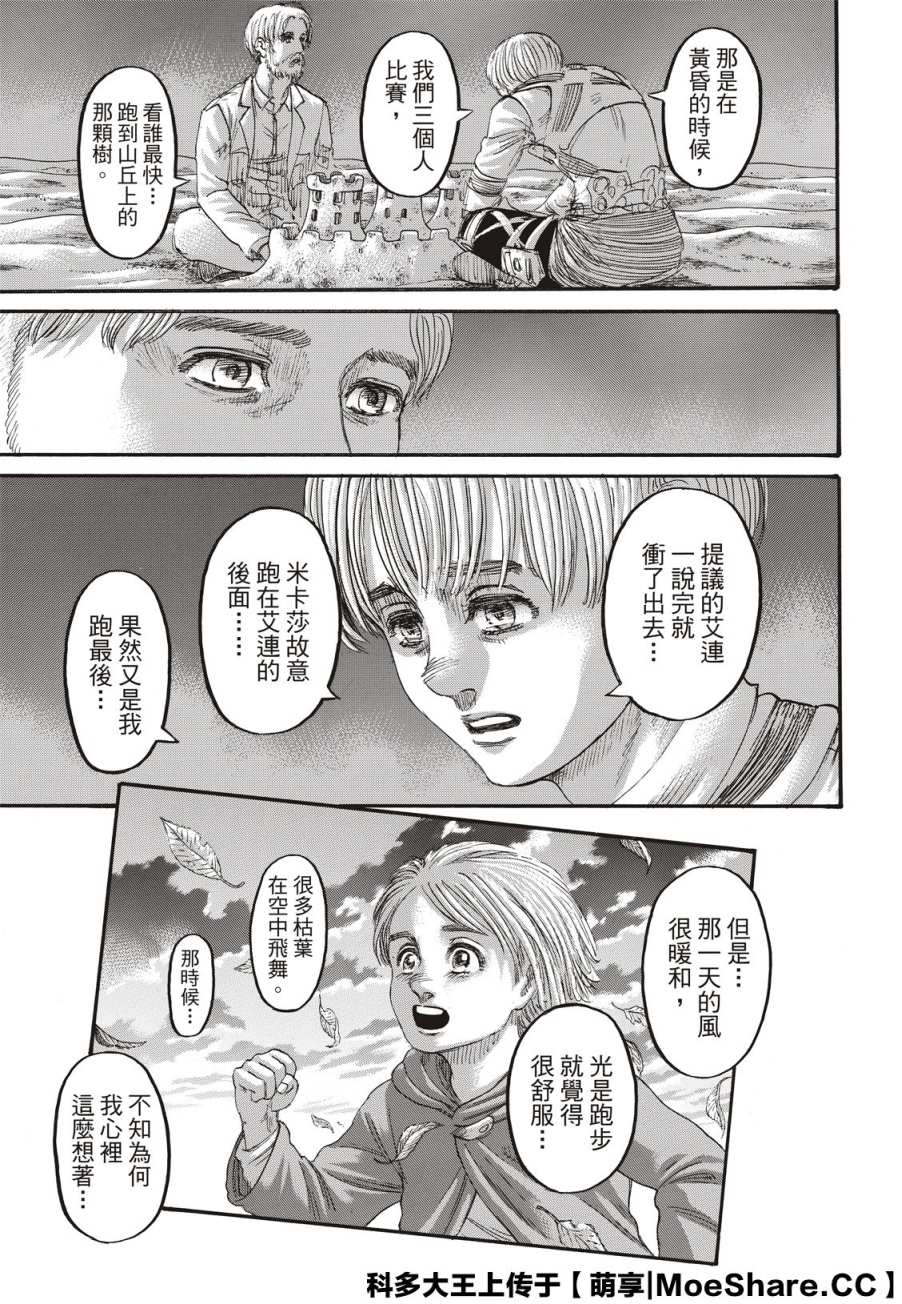 那是在
黃昏的時候，
我們三個人
比賽，
看誰最快…
跑到山丘上的
那顆樹。
提議的艾連
一說完就
衝了出去…
米卡莎故意
跑在艾連的
後面……
果然又是我
跑最後…
但是…
那一天的風
很暖和，
光是跑步
就覺得
很舒服…
很多枯葉
在空中飛舞。
那時候…
不知為何
我心裡
這麼想著…
科多大王上传于【萌享|MoeShare.CC】